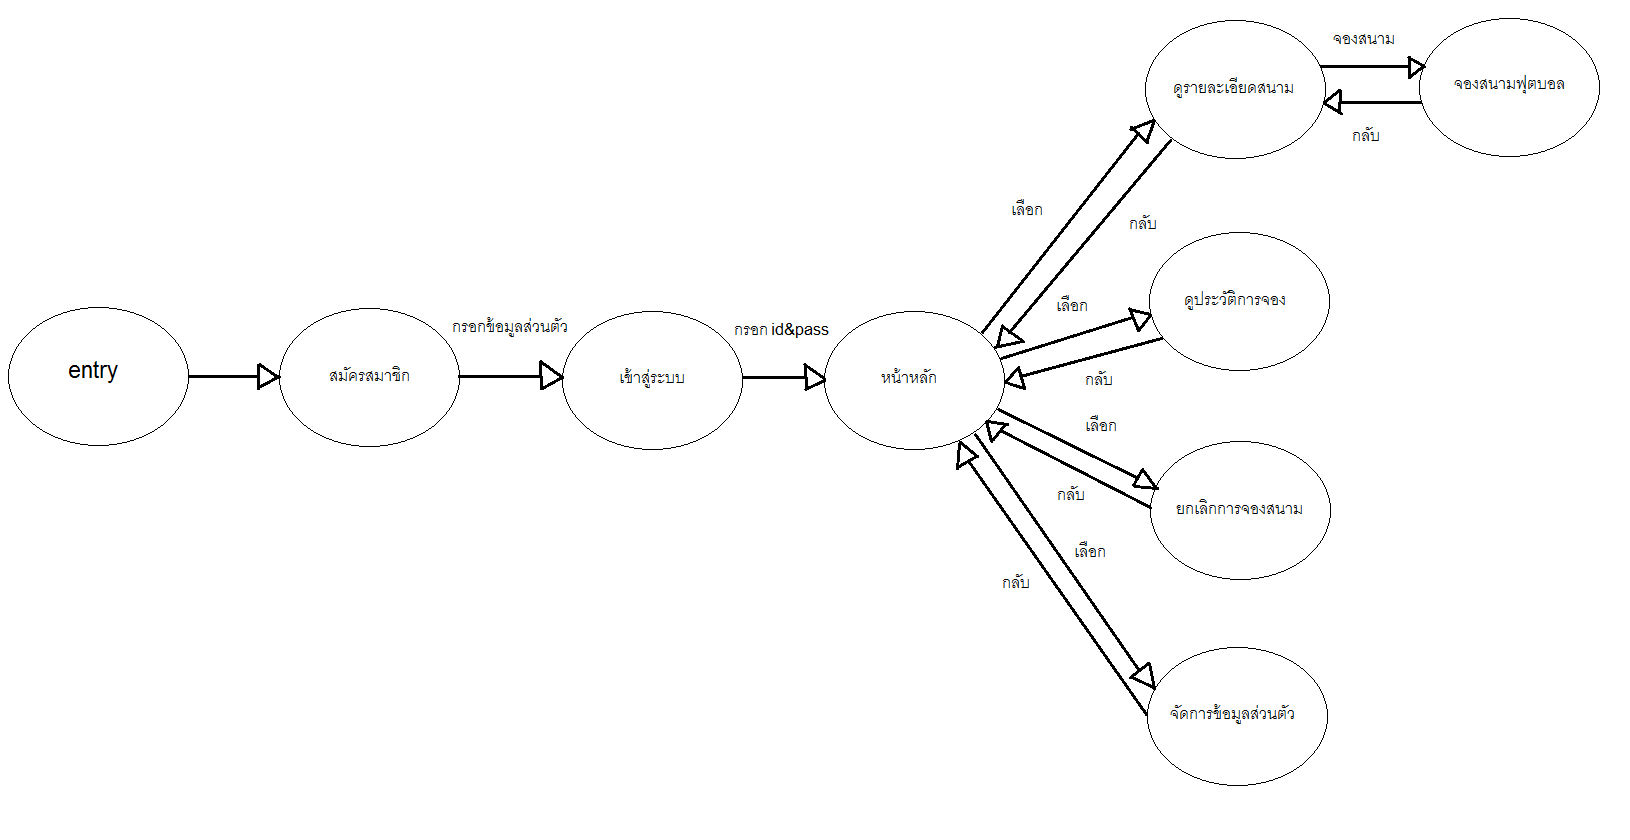 จองสนาม
ดูรายละเอียดสนาม
จองสนามฟุตบอล
กลับ
เลือก
กลับ
เลือก
ดูประวัติการจอง
กลับ
entry
สมัครสมาชิก
กรอกข้อมูลส่วนตัว
เข้าสู่ระบบ
กรอก id&pass
หน้าหลัก
เลือก
กลับ
ยกเลิกการจองสนาม
เลือก
กลับ
จัดการข้อมูลส่วนตัว